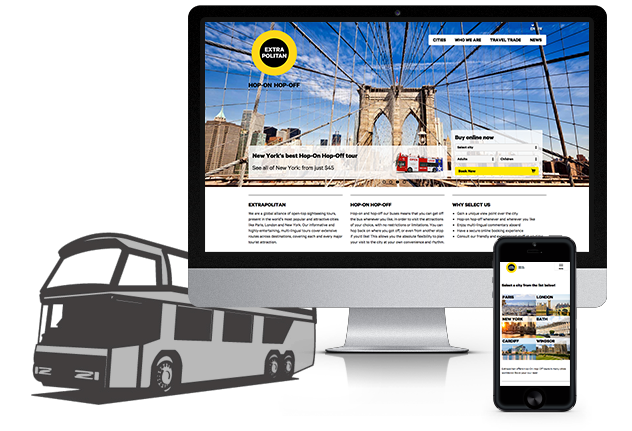 EXTRA
POLITAN
HOP-ON HOP-OFF
CITIES WHO WE ARE TRAVEL TRADE NEWS
New York's best Hop-On Hop-Off tour
See all of New York: from just $45
Buy online now
Select city
Adults Children
Book Now
EXTRAPOLITAN
We are a global alliance of open-top sightseeing tours,
present in the world's most popular and attractive cities
like Paris, London and New York. Our informative and
highly entertaining, multi-lingual tours cover extensive
routes across destinations, covering each and every major
tourist attraction.
HOP-ON HOP-OFF
Hop on and hop-off our buses means that you can get off
the bus wherever you like, in order to visit the attractions
of your choice, with no restrictions or limitations. You can
hop back on where you got off or even from another stop
if you'd like! This allows you the absolute flexibility to plan
your visit to the city at your own convenience and rhythm.
WHY SELECT US
• Gain a unique view point over the city
• Hop on hop-off whenever and wherever you like
• Enjoy multi-lingual commentary aboard
• Have a secure online booking experience
• Consult our friendly and
EXTRA
POLITAN
Select a city from the list below!
PARIS LONDON
NEW YORK BATH
CARDIFF WINDSOR